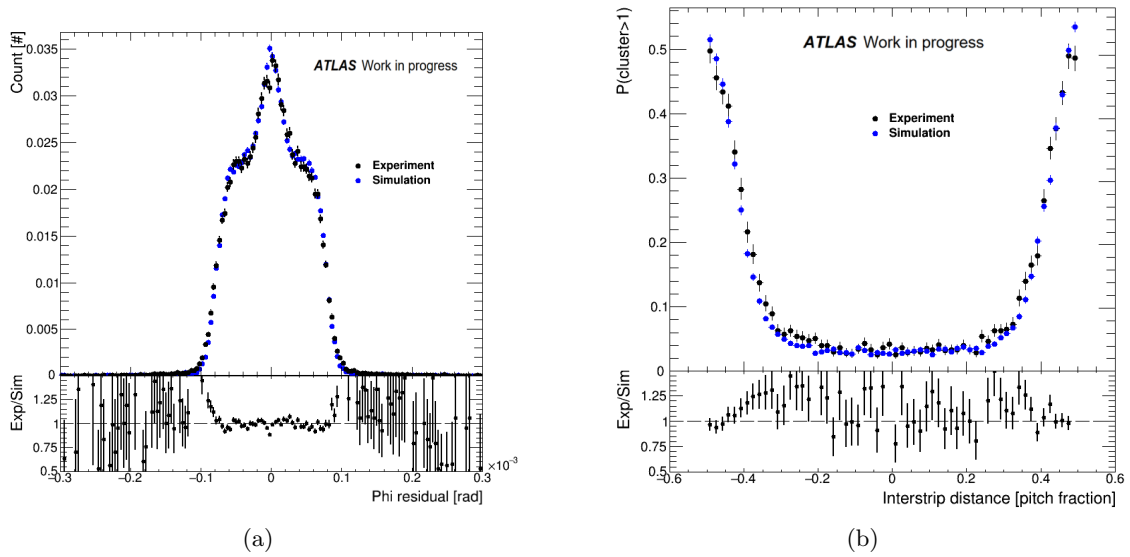 Count [#]
0.035
0.03
0.025
0.02
0.015
0.01
0.005
0
ATLAS Work in progress
Experiment
Simulation
Exp/Sim
1.25
1
0.75
0.5
−0.3 −0.2 −0.1 0 0.1 0.2 0.3
×10⁻³
Phi residual [rad]
(a)
P(cluster>1)
0.5
0.4
0.3
0.2
0.1
0
ATLAS Work in progress
Experiment
Simulation
Exp/Sim
1.25
1
0.75
0.5
−0.6 −0.4 −0.2 0 0.2 0.4 0.6
Interstrip distance [pitch fraction]
(b)